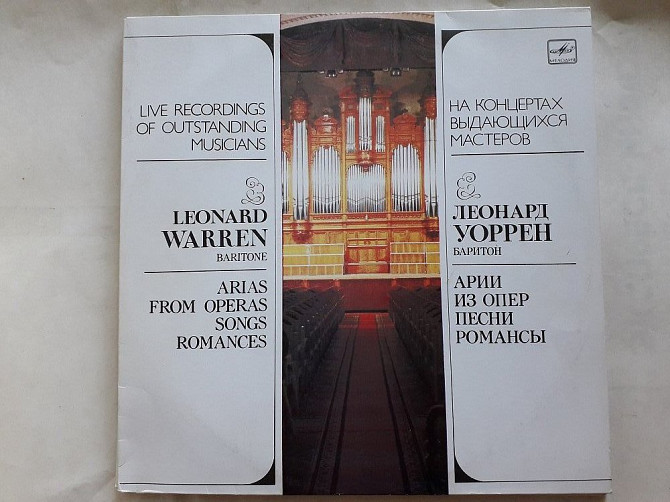 LIVE RECORDINGS
OF OUTSTANDING
MUSICIANS
LEONARD
WARREN
BARITONE
ARIAS
FROM OPERAS
SONGS
ROMANCES
МЕЛОДИЯ
НА КОНЦЕРТАХ
ВЫДАЮЩИХСЯ
МАСТЕРОВ
ЛЕОНАРД
УОРРЕН
БАРИТОН
АРИИ
ИЗ ОПЕР
ПЕСНИ
РОМАНСЫ